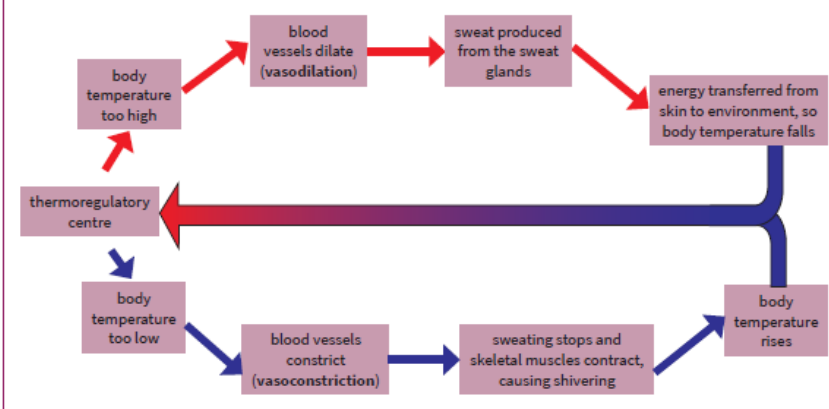 body
temperature
too high
blood
vessels dilate
(vasodilation)
sweat produced
from the sweat
glands
energy transferred from
skin to environment, so
body temperature falls
thermoregulatory
centre
body
temperature
too low
blood vessels
constrict
(vasoconstriction)
sweating stops and
skeletal muscles contract,
causing shivering
body
temperature
rises